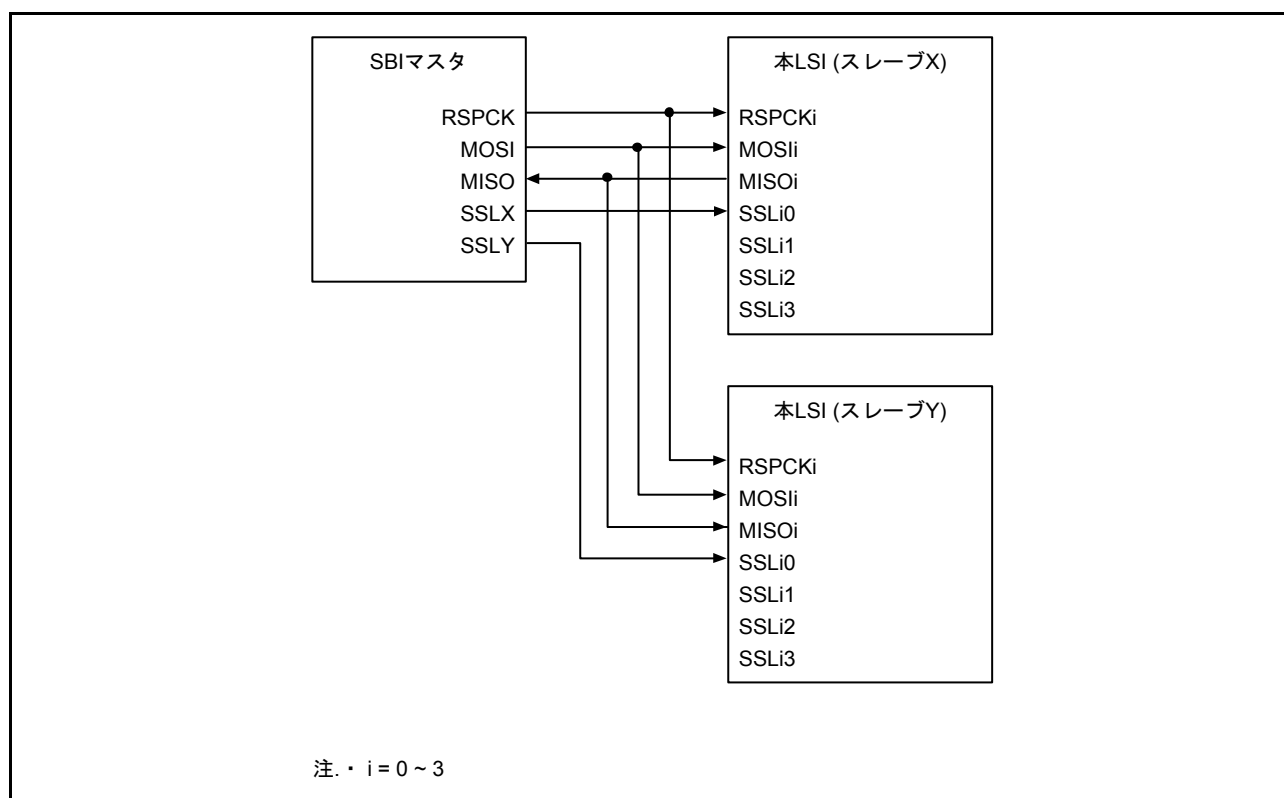 SBIマスタ
RSPCK
MOSI
MISO
SSLX
SSLY
本LSI (スレーブX)
RSPCKi
MOSIi
MISOi
SSLi0
SSLi1
SSLi2
SSLi3
本LSI (スレーブY)
RSPCKi
MOSIi
MISOi
SSLi0
SSLi1
SSLi2
SSLi3
注.・ i = 0 ~ 3